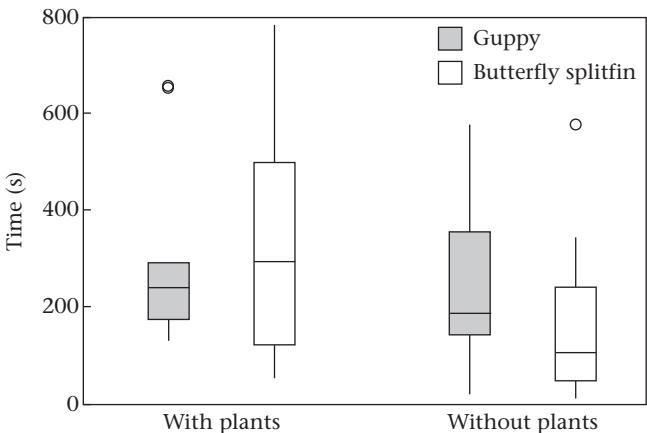 800
600
400
200
0
Time (s)
Guppy
Butterfly splitfin
With plants
Without plants